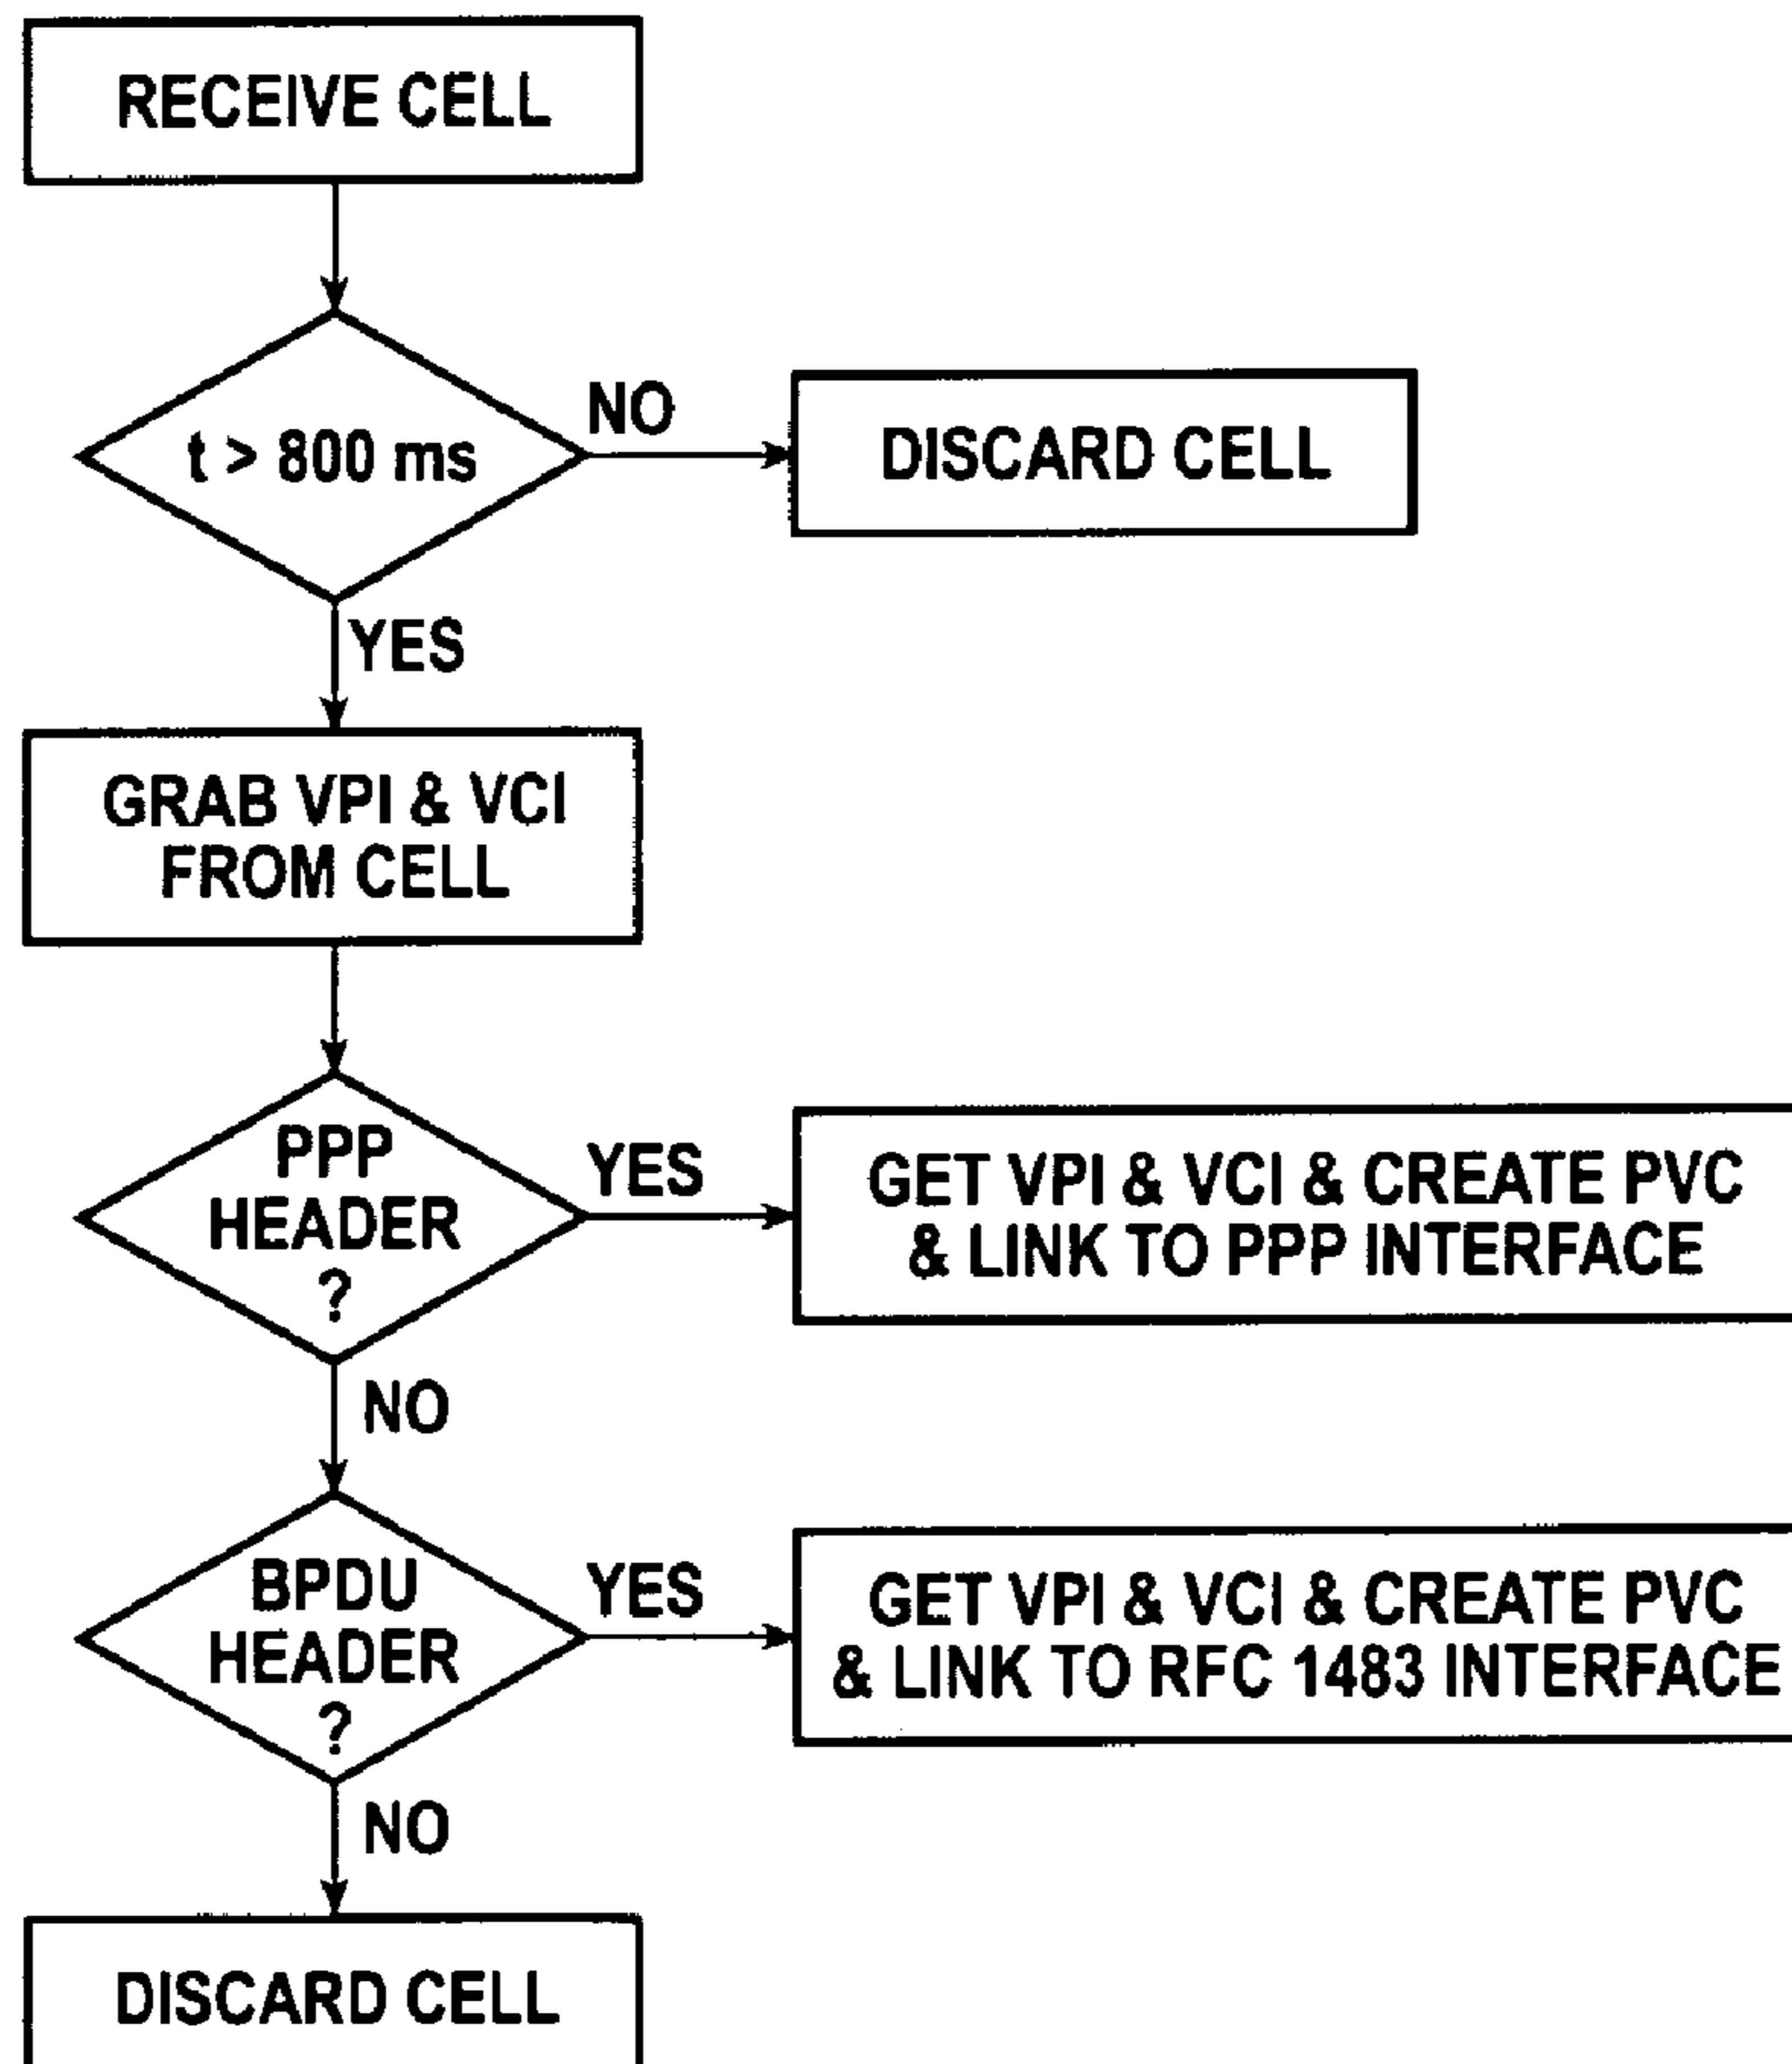 RECEIVE CELL
t > 800 ms
NO
DISCARD CELL
YES
GRAB VPI & VCI
FROM CELL
PPP
HEADER
?
YES
GET VPI & VCI & CREATE PVC
& LINK TO PPP INTERFACE
NO
BPDU
HEADER
?
YES
GET VPI & VCI & CREATE PVC
& LINK TO RFC 1483 INTERFACE
NO
DISCARD CELL